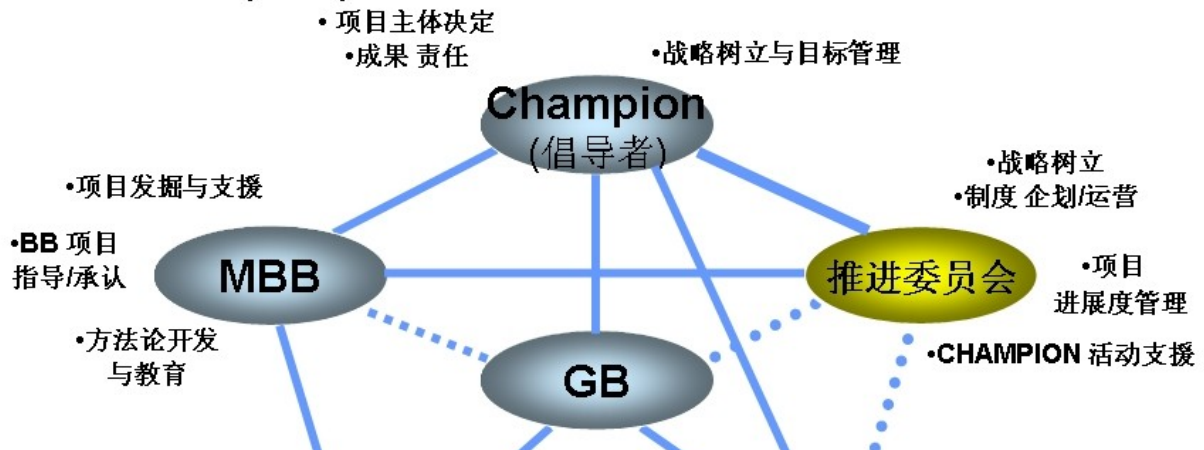 • 项目主体决定
•成果 责任
•战略树立与目标管理
Champion
(倡导者)
•项目发掘与支援
•战略树立
•制度 企划/运营
•BB 项目
指导/承认
MBB
推进委员会
•项目
进展度管理
•方法论开发
与教育
GB
•CHAMPION 活动支援